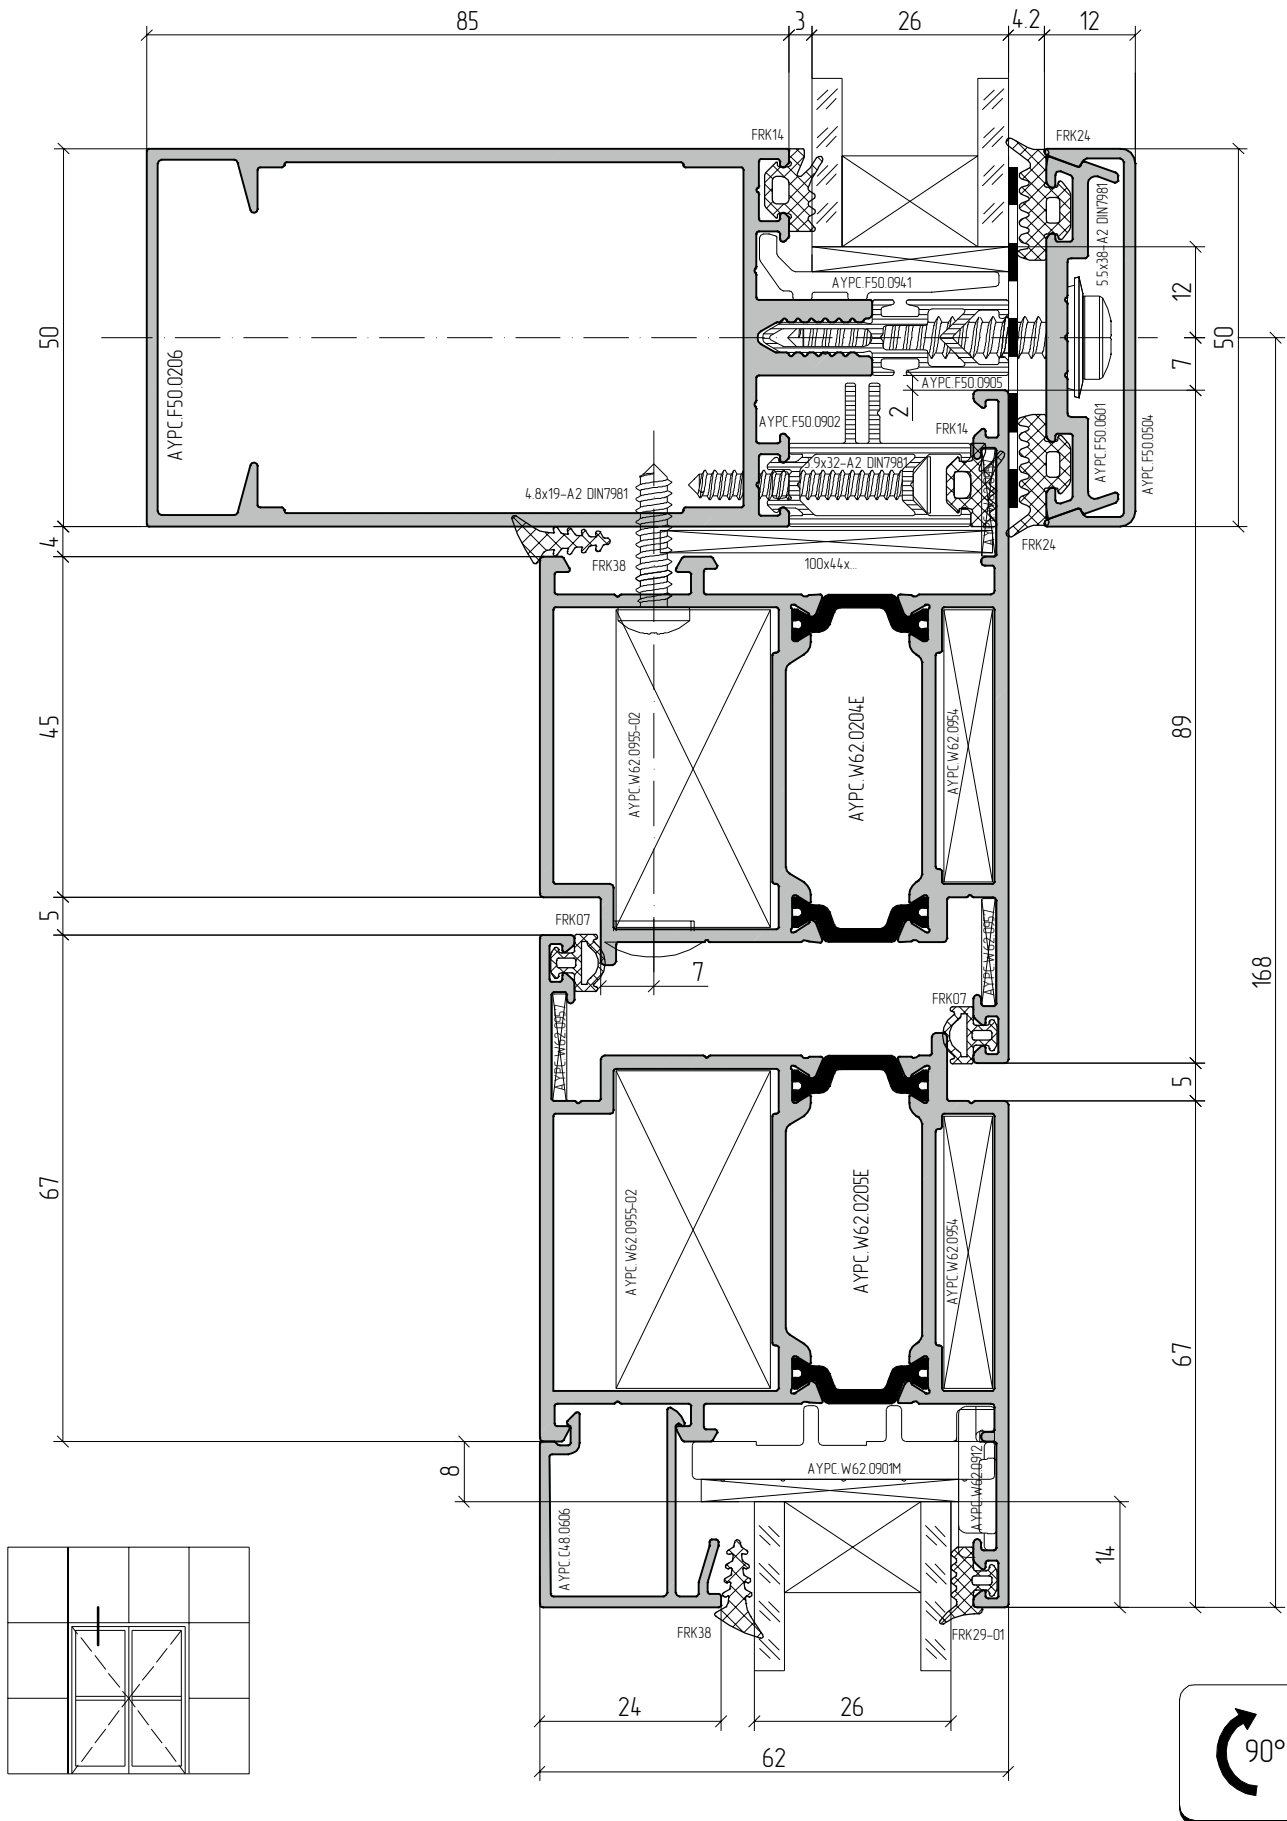 85
3
26
4.2
12
FRK14
FRK24
5.5x38-A2 DIN7981
AYPC.F50.0941
12
50
AYPC.F50.0206
50
7
AYPC.F50.0905
2
AYPC.F50.0902
FRK14
AYPC.F50.0601
AYPC.F50.0504
3.9x32-A2 DIN7981
4.8x19-A2 DIN7981
4
FRK38
100x44x...
FRK24
45
AYPC.W62.0955-02
AYPC.W62.0204E
AYPC.W62.0954
89
5
FRK07
AYPC.W62.0957
168
7
FRK07
AYPC.W62.0957
5
67
AYPC.W62.0955-02
AYPC.W62.0205E
AYPC.W62.0954
67
8
AYPC.W62.0901M
AYPC.W62.0912
AYPC.C48.0606
14
FRK38
FRK29-01
24
26
62
90°